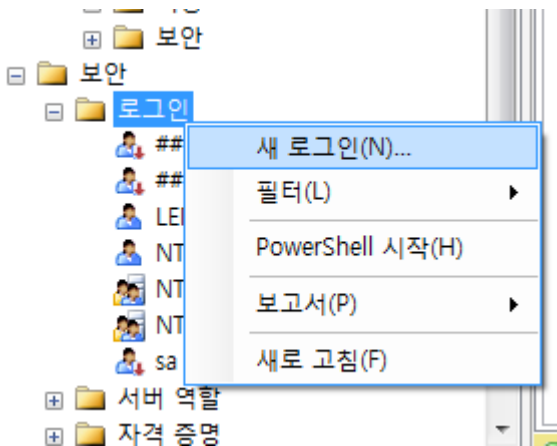 보안
보안
로그인
##
새 로그인(N)...
##
필터(L)
NT
PowerShell 시작(H)
NT
보고서(P)
NT
sa
새로 고침(F)
서버 역할
자격 증명